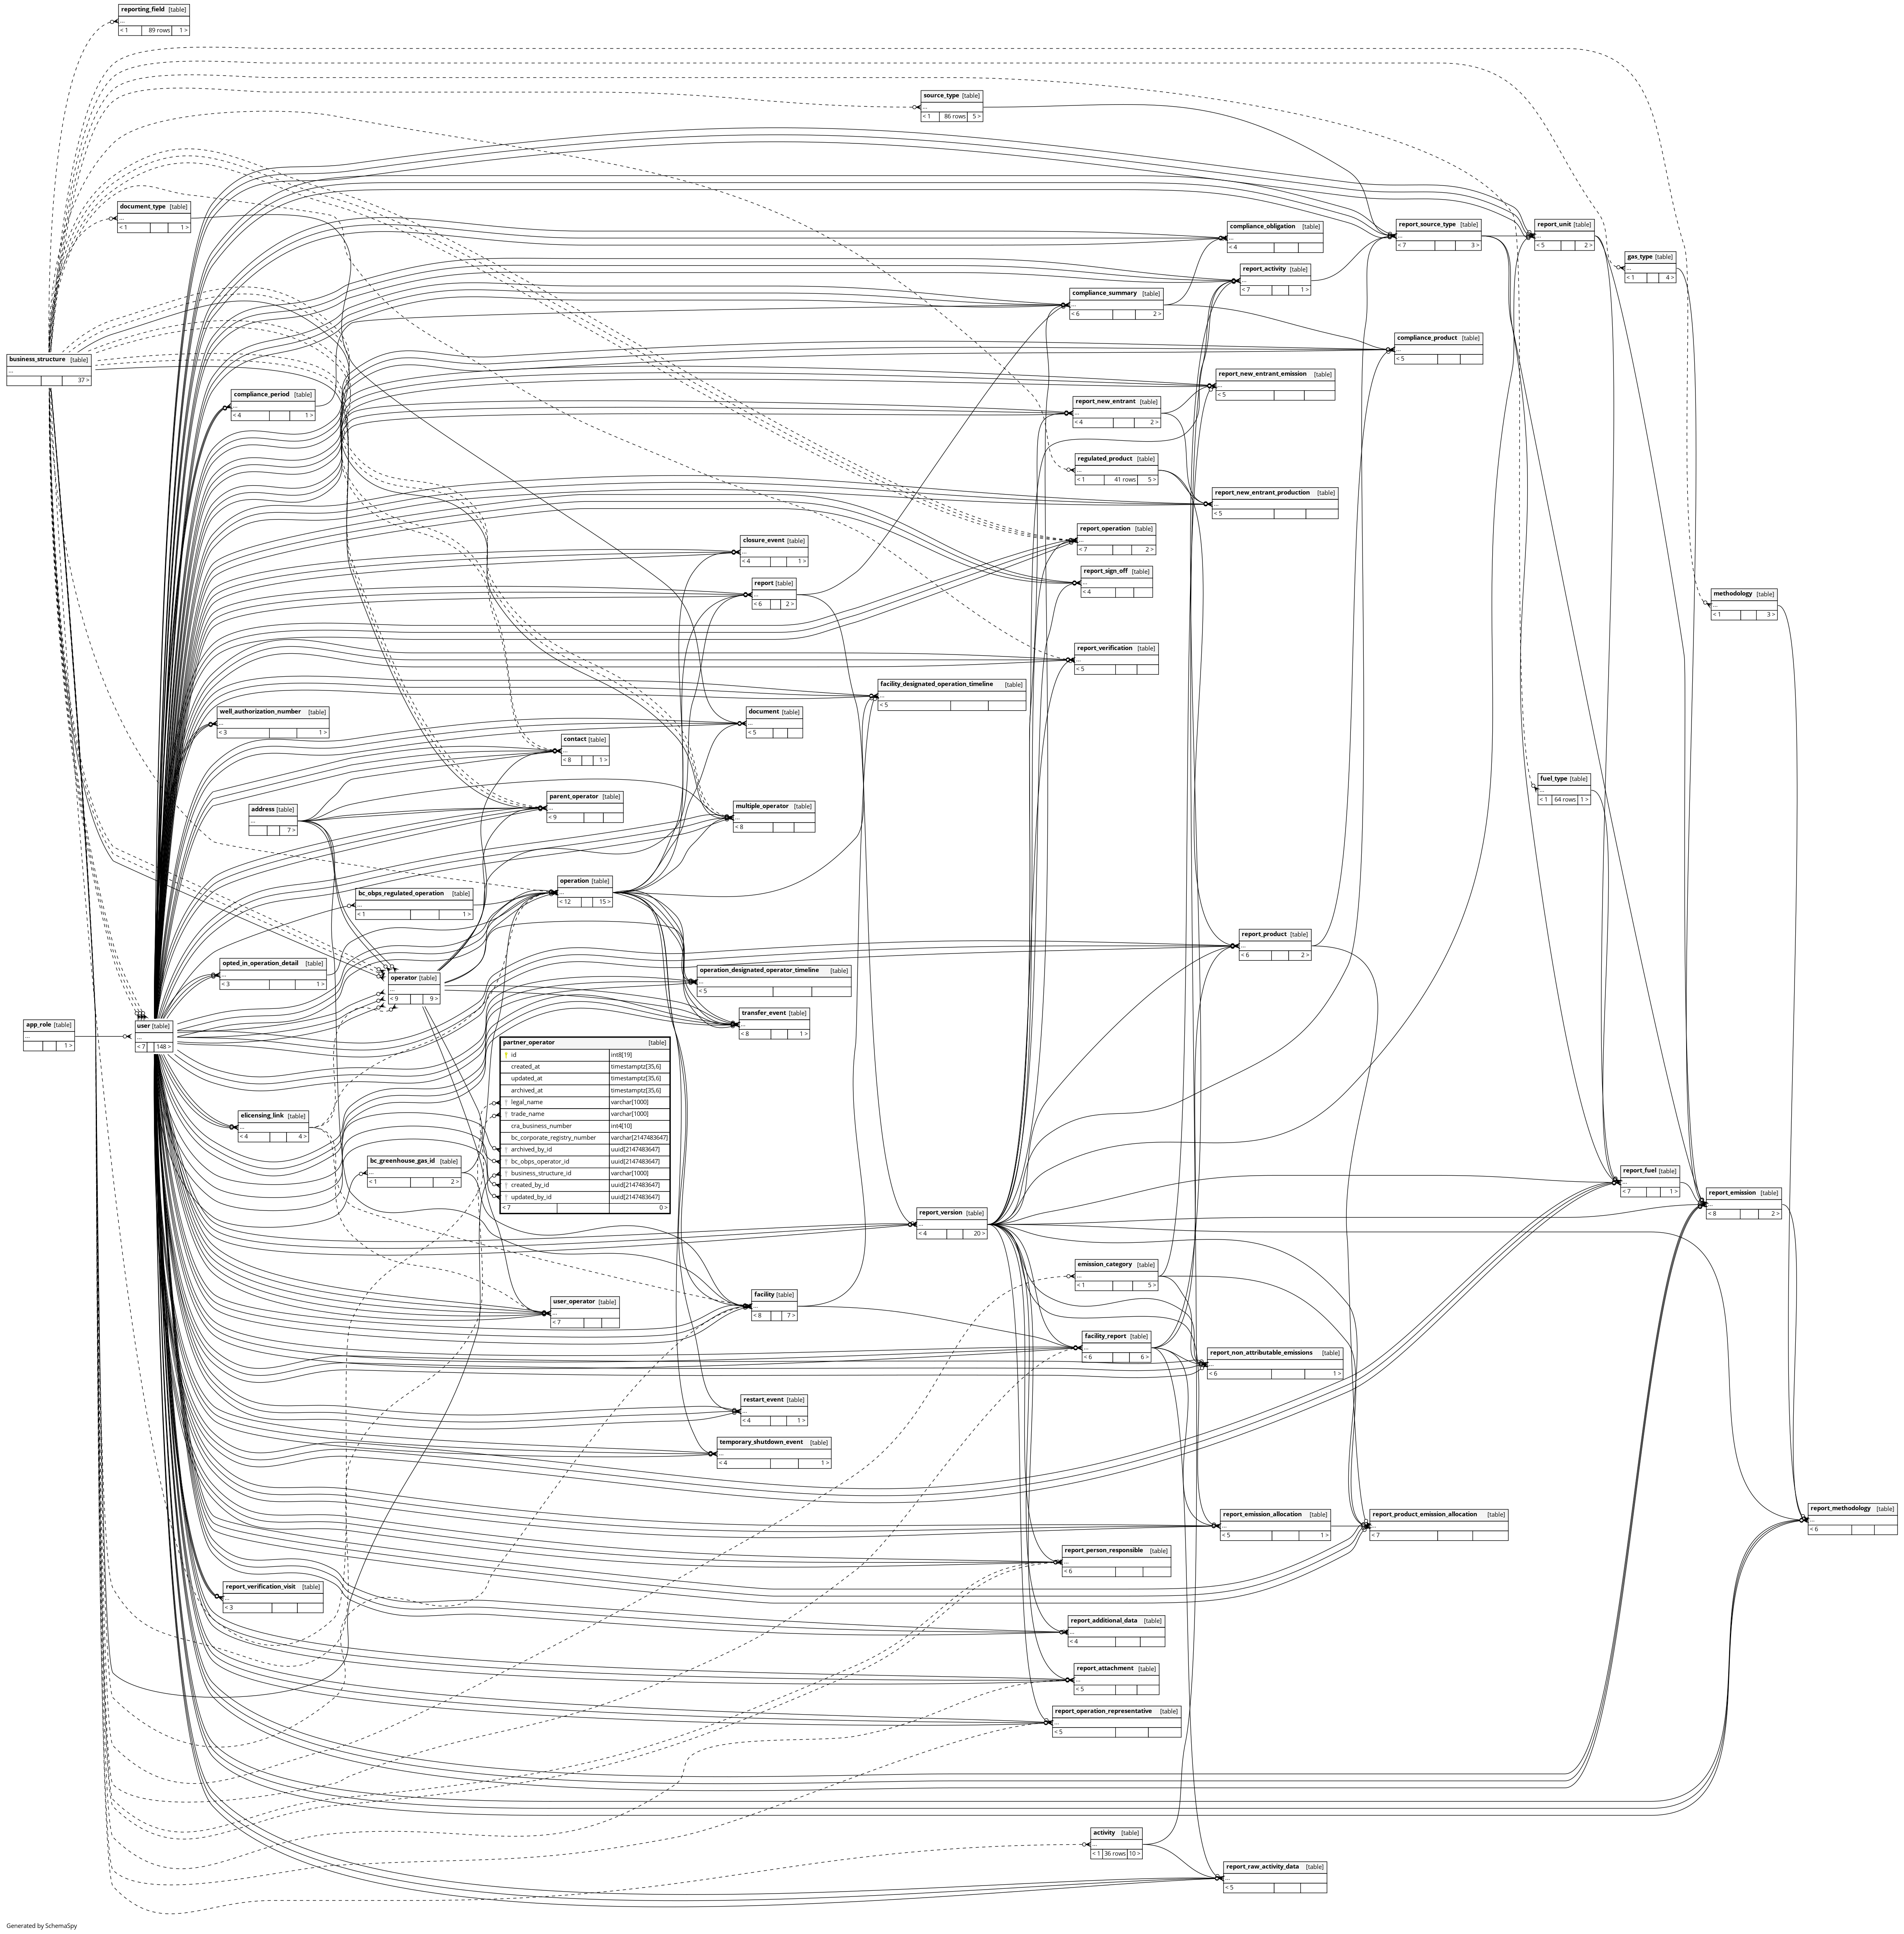 reporting_field [table]
...
< 1 89 rows 1 >
source_type [table]
...
< 1 86 rows 5 >
document_type [table]
...
< 1 1 >
compliance_obligation [table]
...
< 4
report_source_type [table]
...
< 7 3 >
report_unit [table]
...
< 5 2 >
gas_type [table]
...
< 1 4 >
report_activity [table]
...
< 7 1 >
compliance_summary [table]
...
< 6 2 >
compliance_product [table]
...
< 5
business_structure [table]
...
37 >
report_new_entrant_emission [table]
...
< 5
compliance_period [table]
...
< 4 1 >
report_new_entrant [table]
...
< 4 2 >
regulated_product [table]
...
< 1 41 rows 5 >
report_new_entrant_production [table]
...
< 5
report_operation [table]
...
< 7 2 >
closure_event [table]
...
< 4 1 >
report_sign_off [table]
...
< 4
report [table]
...
< 6 2 >
methodology [table]
...
< 1 3 >
report_verification [table]
...
< 5
facility_designated_operation_timeline [table]
...
< 5
well_authorization_number [table]
...
< 3 1 >
document [table]
...
< 5
contact [table]
...
< 8 1 >
fuel_type [table]
...
< 1 64 rows 1 >
parent_operator [table]
...
< 9
address [table]
...
7 >
multiple_operator [table]
...
< 8
operation [table]
...
< 12 15 >
bc_obps_regulated_operation [table]
...
< 1 1 >
report_product [table]
...
< 6 2 >
opted_in_operation_detail [table]
...
< 3 1 >
operator [table]
...
< 9 9 >
operation_designated_operator_timeline [table]
...
< 5
transfer_event [table]
...
< 8 1 >
app_role [table]
...
1 >
user [table]
...
< 7 148 >
partner_operator [table]
id int8[19]
created_at timestamptz[35,6]
updated_at timestamptz[35,6]
archived_at timestamptz[35,6]
legal_name varchar[1000]
trade_name varchar[1000]
cra_business_number int4[10]
bc_corporate_registry_number varchar[2147483647]
archived_by_id uuid[2147483647]
bc_obps_operator_id uuid[2147483647]
business_structure_id varchar[1000]
created_by_id uuid[2147483647]
updated_by_id uuid[2147483647]
< 7 0 >
elicensing_link [table]
...
< 4 4 >
bc_greenhouse_gas_id [table]
...
< 1 2 >
report_fuel [table]
...
< 7 1 >
report_emission [table]
...
< 8 2 >
report_version [table]
...
< 4 20 >
emission_category [table]
...
< 1 5 >
facility [table]
...
< 8 7 >
user_operator [table]
...
< 7
facility_report [table]
...
< 6 6 >
report_non_attributable_emissions [table]
...
< 6 1 >
restart_event [table]
...
< 4 1 >
temporary_shutdown_event [table]
...
< 4 1 >
report_methodology [table]
...
< 6
report_emission_allocation [table]
...
< 5 1 >
report_product_emission_allocation [table]
...
< 7
report_person_responsible [table]
...
< 6
report_verification_visit [table]
...
< 3
report_additional_data [table]
...
< 4
report_attachment [table]
...
< 5
report_operation_representative [table]
...
< 5
activity [table]
...
< 1 36 rows 10 >
report_raw_activity_data [table]
...
< 5
Generated by SchemaSpy